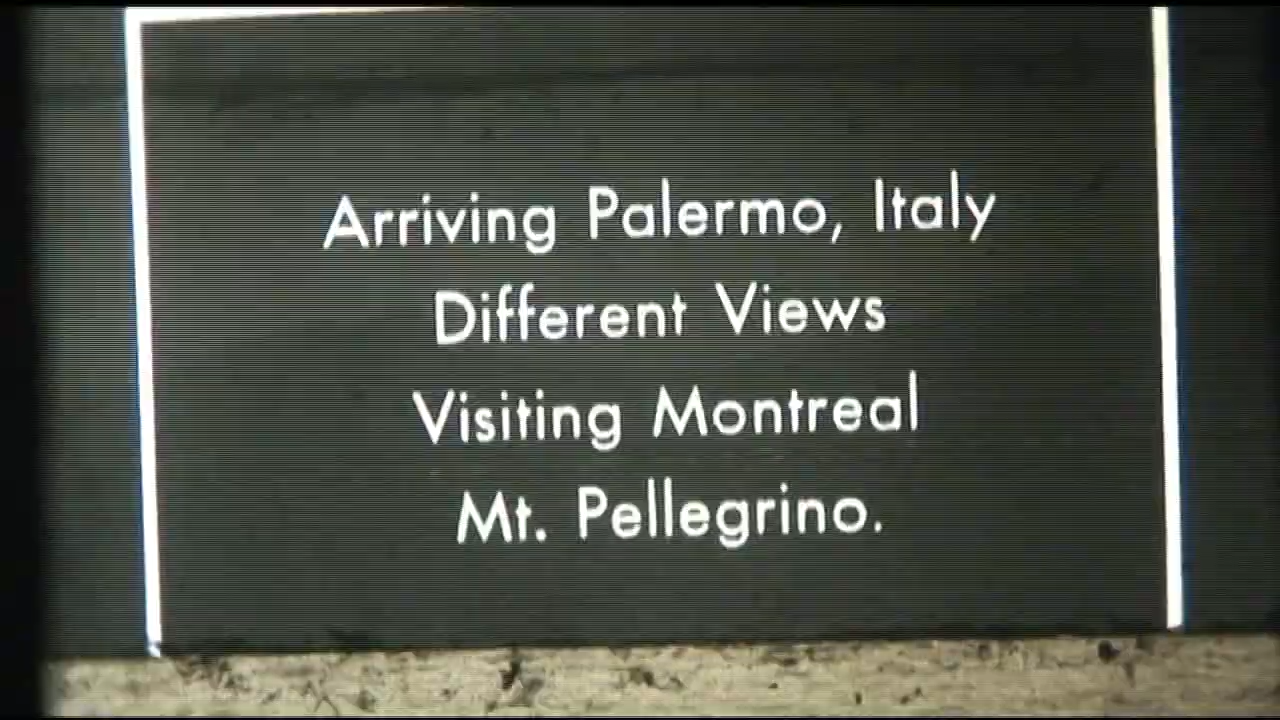 Arriving Palermo, Italy
Different Views
Visiting Montreal
Mt. Pellegrino.